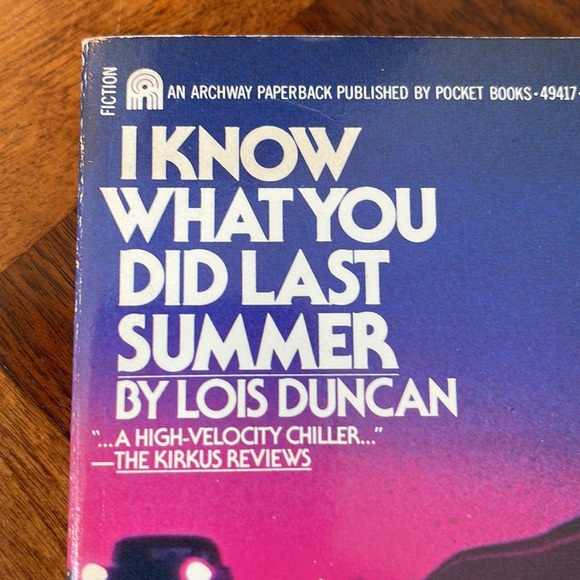 FICTION
AN ARCHWAY PAPERBACK PUBLISHED BY POCKET BOOKS·49417·
I KNOW
WHAT YOU
DID LAST
SUMMER
BY LOIS DUNCAN
"...A HIGH-VELOCITY CHILLER..."
—THE KIRKUS REVIEWS